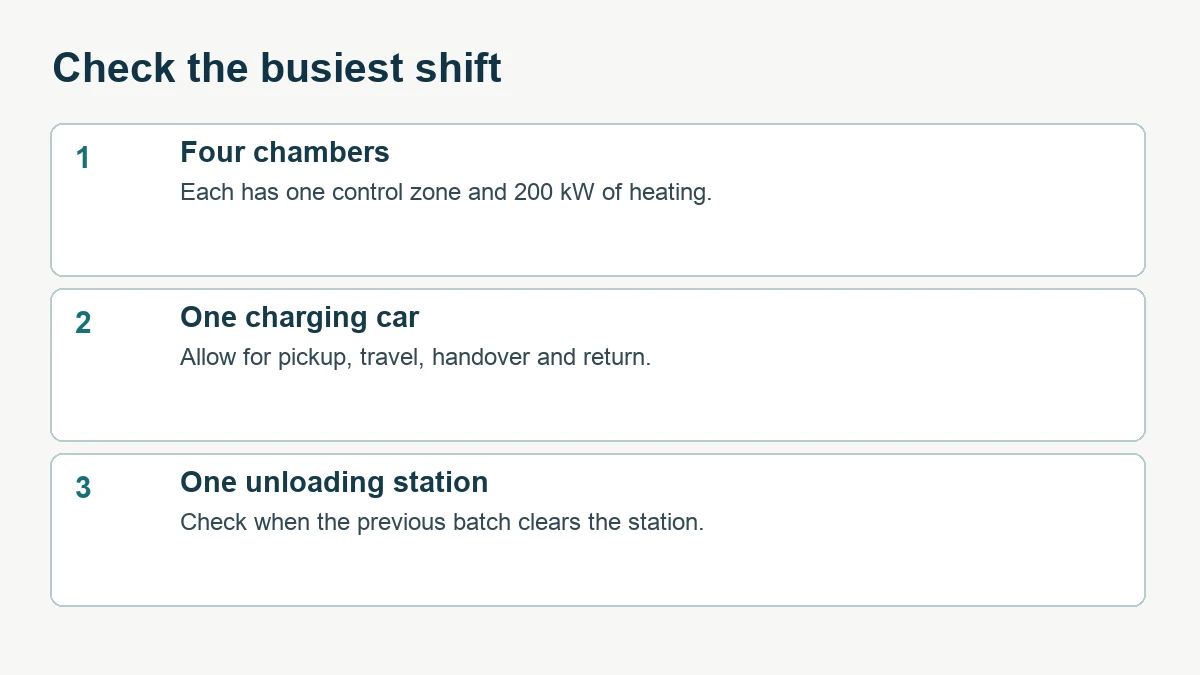 Check the busiest shift
1
Four chambers
Each has one control zone and 200 kW of heating.
2
One charging car
Allow for pickup, travel, handover and return.
3
One unloading station
Check when the previous batch clears the station.